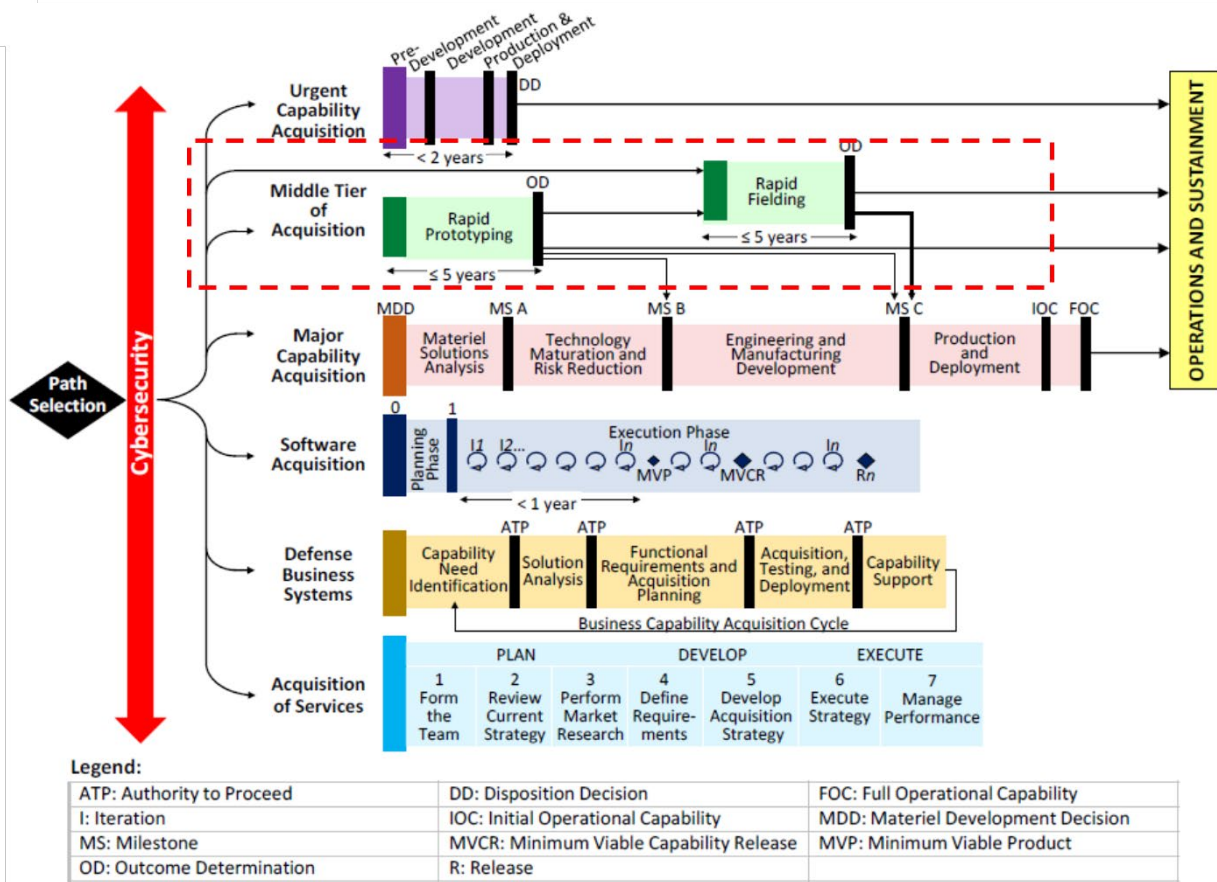 Pre-
Development
Development
Production &
Deployment
Urgent
Capability
Acquisition
DD
< 2 years
OD
Middle Tier
of
Acquisition
OD
Rapid
Prototyping
Rapid
Fielding
≤ 5 years
≤ 5 years
OPERATIONS AND SUSTAINMENT
Path
Selection
Cybersecurity
MDD
MS A
MS B
MS C
IOC
FOC
Major
Capability
Acquisition
Materiel
Solutions
Analysis
Technology
Maturation and
Risk Reduction
Engineering and
Manufacturing
Development
Production
and
Deployment
0
1
Software
Acquisition
Planning
Phase
Execution Phase
I1
I2...
In
In
In
MVP
MVCR
Rn
< 1 year
ATP
ATP
ATP
ATP
Defense
Business
Systems
Capability
Need
Identification
Solution
Analysis
Functional
Requirements and
Acquisition
Planning
Acquisition,
Testing, and
Deployment
Capability
Support
Business Capability Acquisition Cycle
Acquisition
of Services
PLAN
DEVELOP
EXECUTE
1
Form
the
Team
2
Review
Current
Strategy
3
Perform
Market
Research
4
Define
Require-
ments
5
Develop
Acquisition
Strategy
6
Execute
Strategy
7
Manage
Performance
Legend:
ATP: Authority to Proceed
DD: Disposition Decision
FOC: Full Operational Capability
I: Iteration
IOC: Initial Operational Capability
MDD: Materiel Development Decision
MS: Milestone
MVCR: Minimum Viable Capability Release
MVP: Minimum Viable Product
OD: Outcome Determination
R: Release